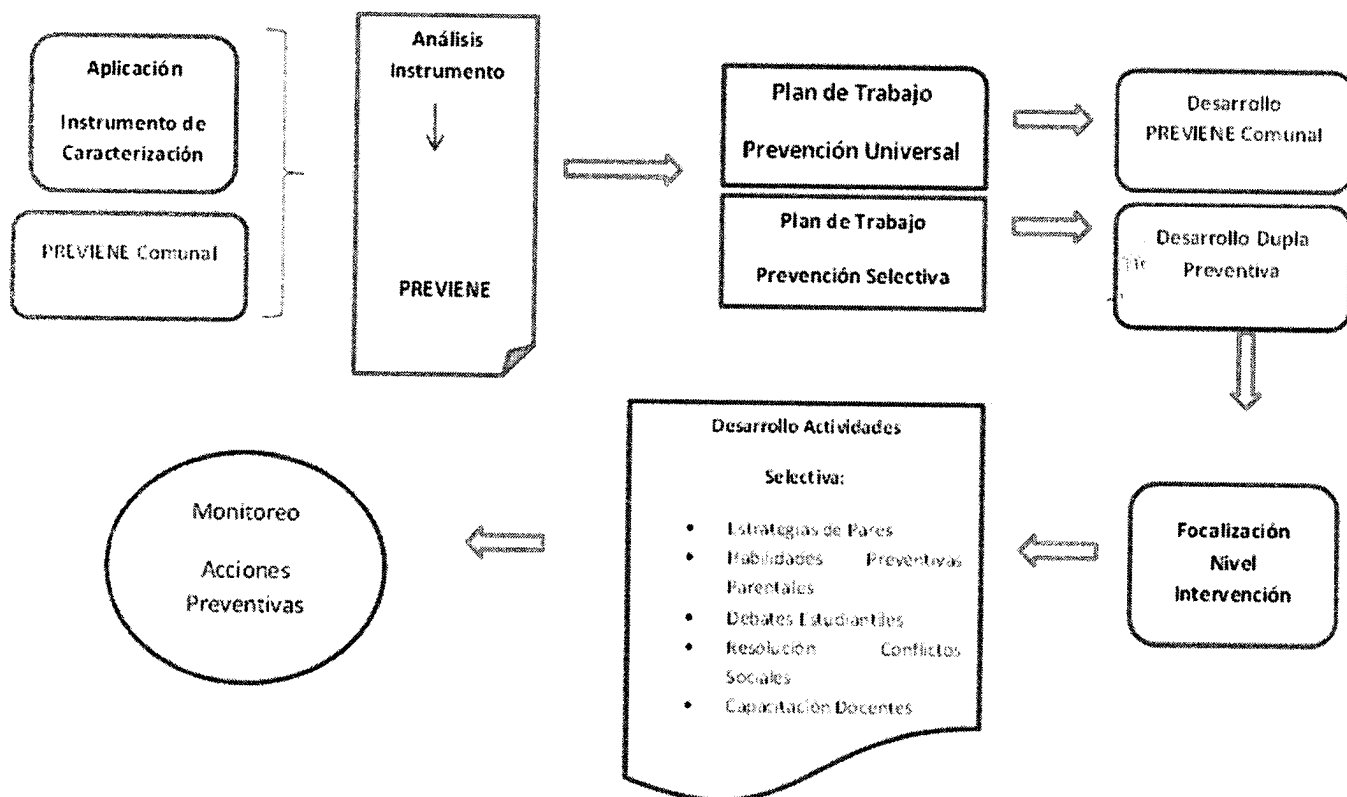 Aplicación
Instrumento de
Caracterización
PREVIENE Comunal
Análisis
Instrumento
PREVIENE
Plan de Trabajo
Prevención Universal
Plan de Trabajo
Prevención Selectiva
Desarrollo
PREVIENE Comunal
Desarrollo Dupla
Preventiva
Focalización
Nivel
Intervención
Desarrollo Actividades
Selectiva:
• Estrategias de Pares
• Habilidades Preventivas
Parentales
• Debates Estudiantiles
• Resolución Conflictos
Sociales
• Capacitación Docentes
Monitoreo
Acciones
Preventivas